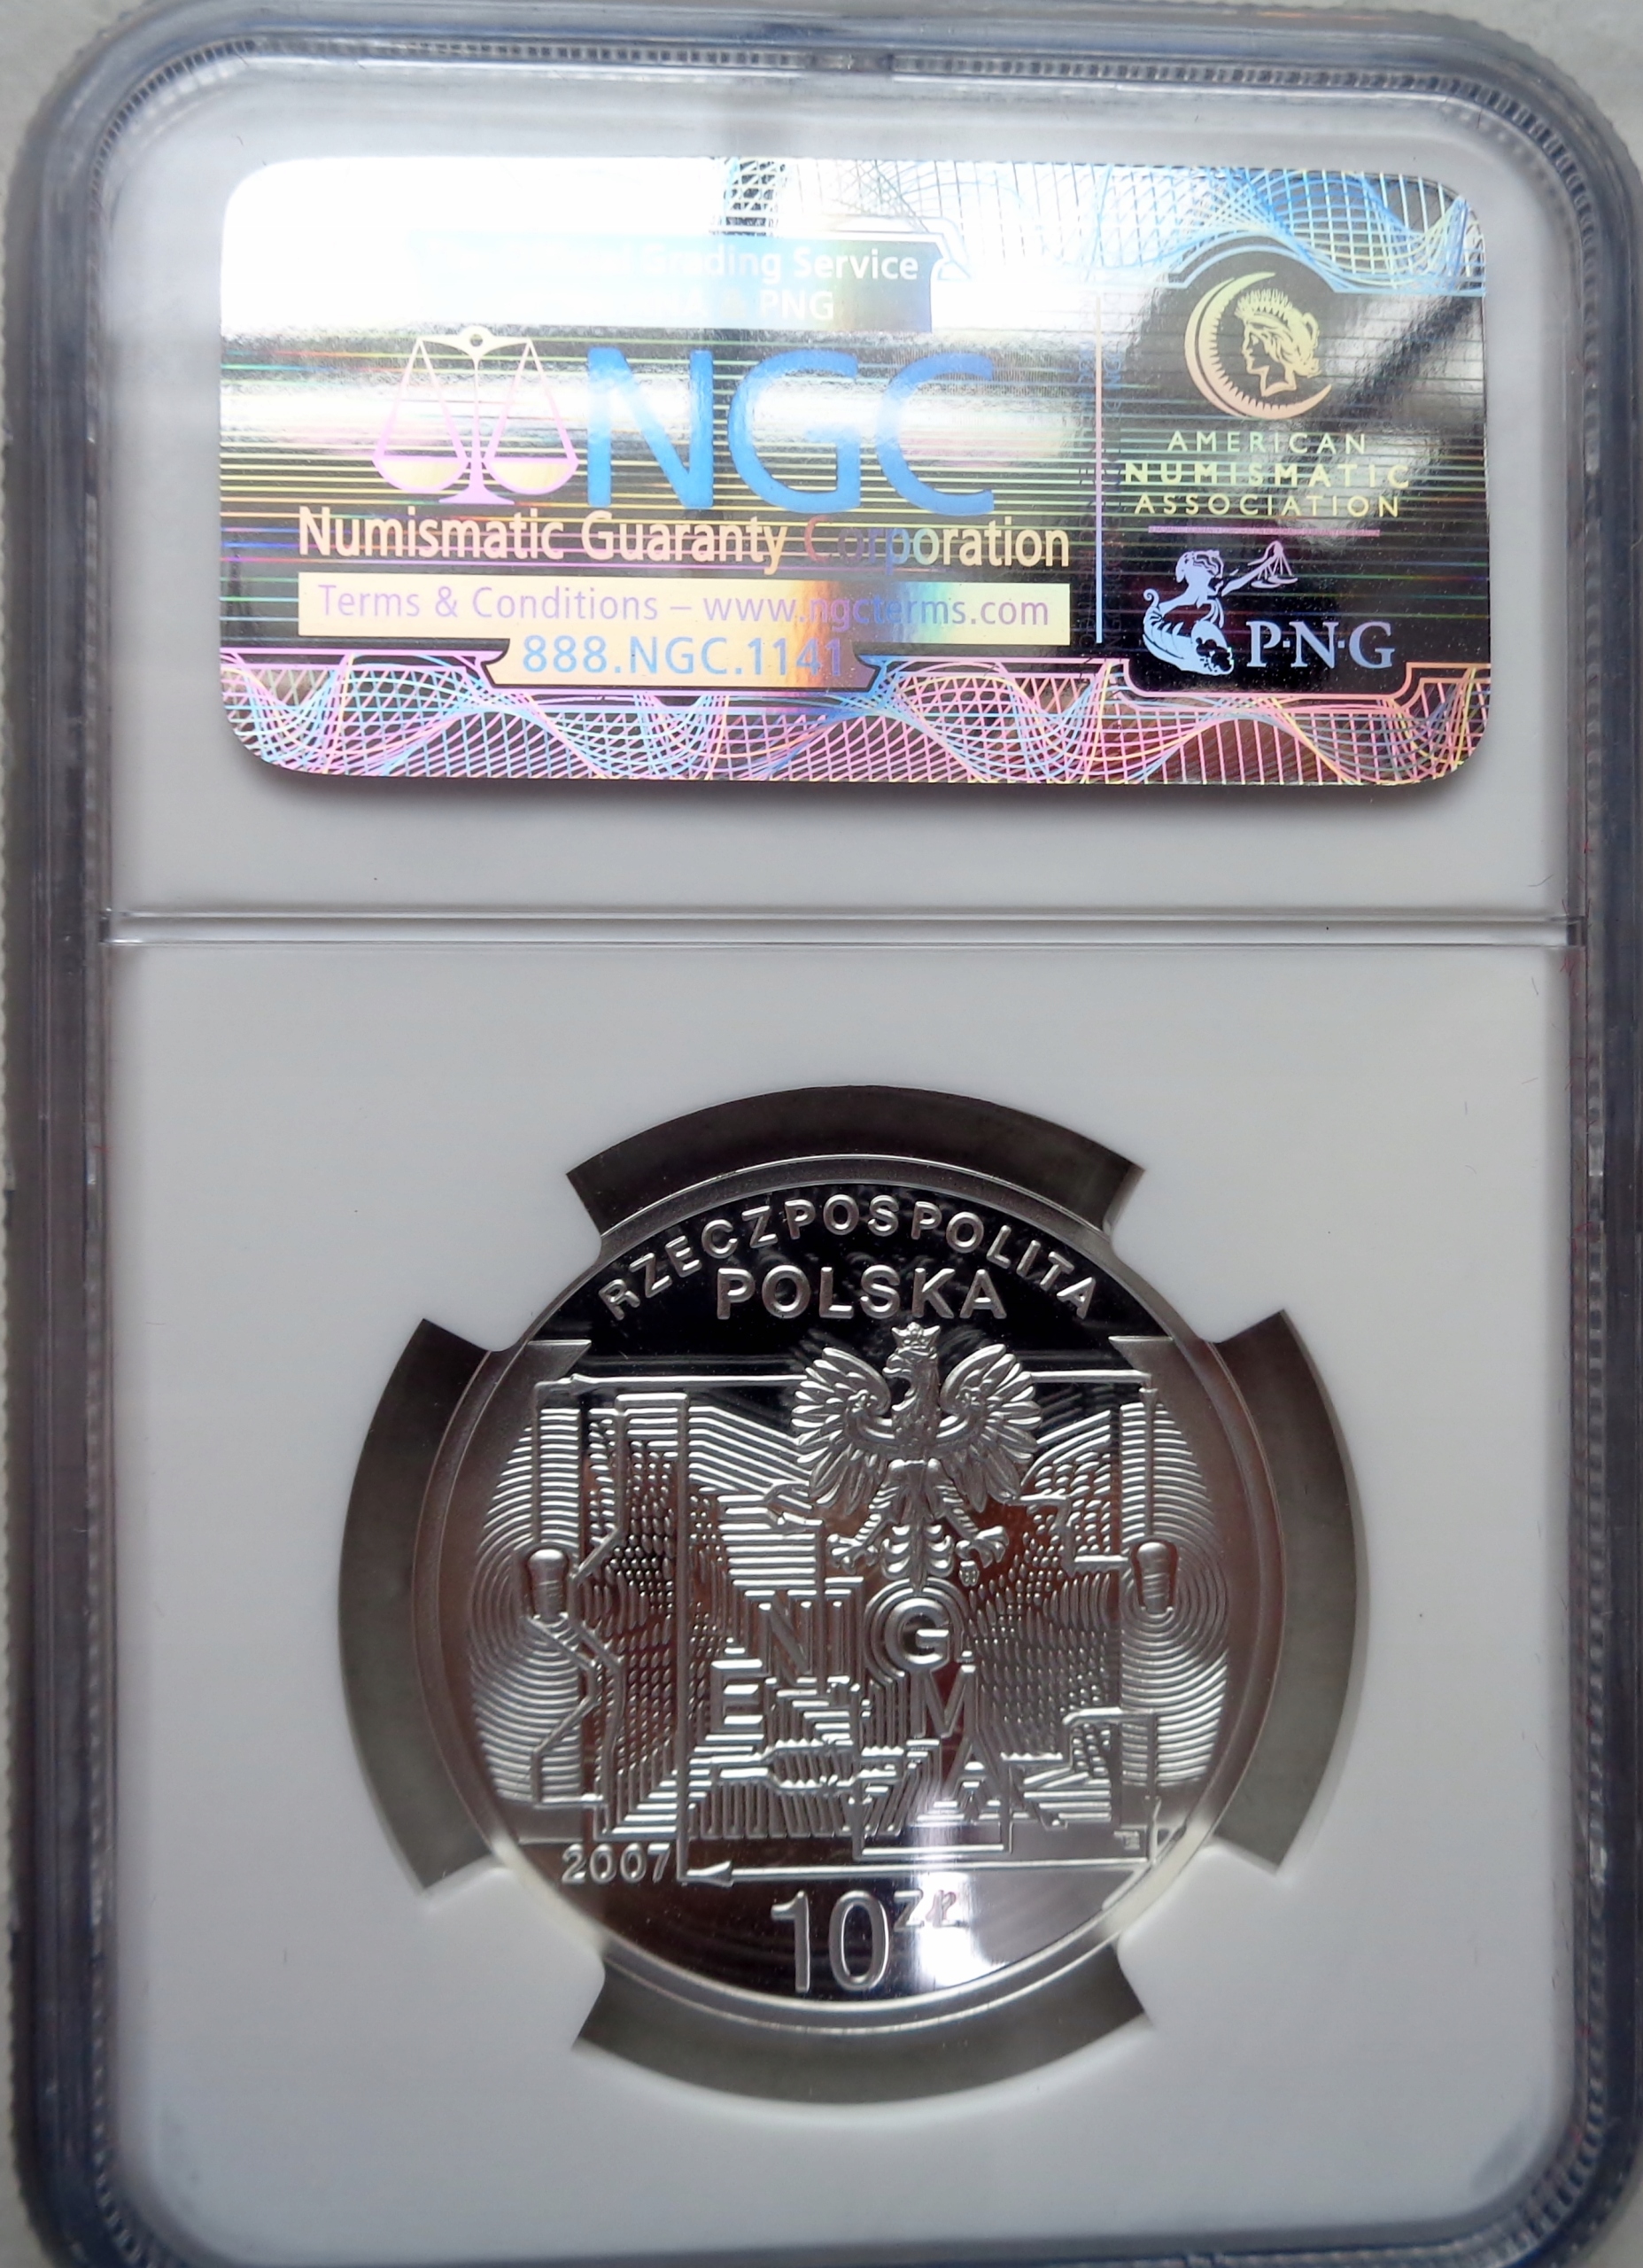 Grading Service
PNG
NGC
Numismatic Guaranty Corporation
Terms & Conditions – www.ngcterms.com
888.NGC.1141
AMERICAN
NUMISMATIC
ASSOCIATION
P·N·G
RZECZPOSPOLITA
POLSKA
NIG
E M
A
2007
10 ZŁ